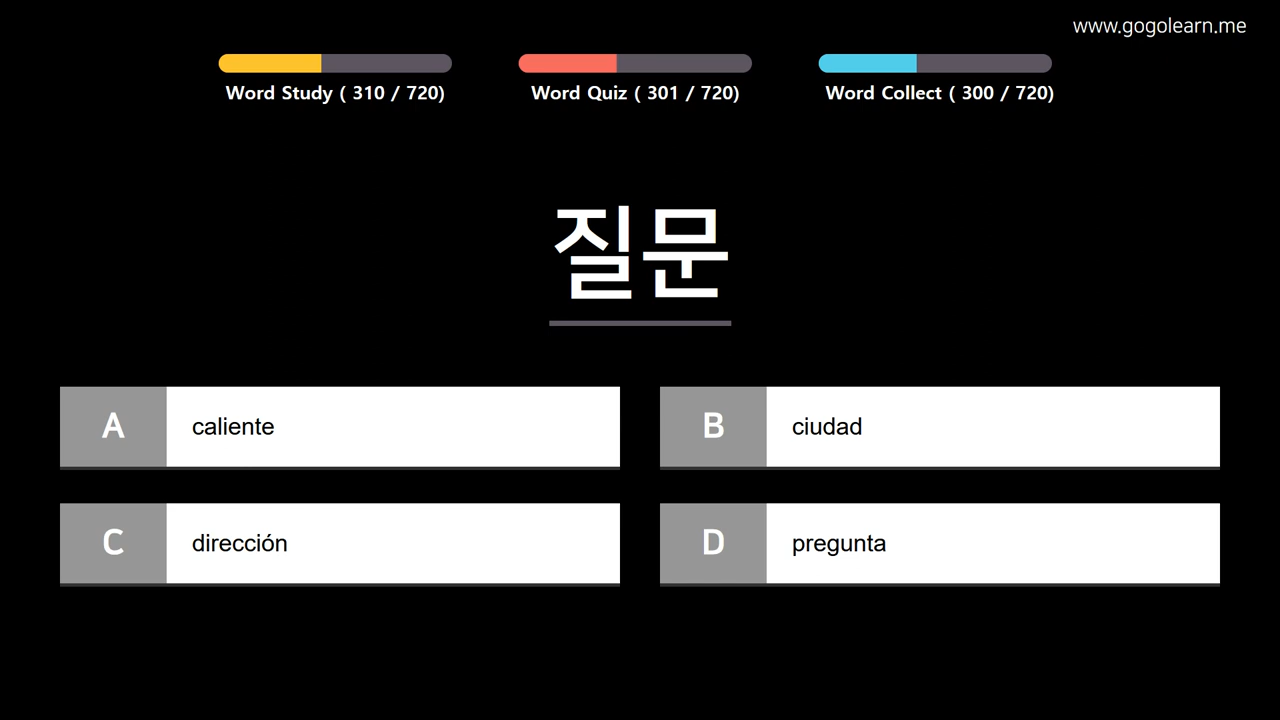 www.gogolearn.me
Word Study ( 310 / 720)
Word Quiz ( 301 / 720)
Word Collect ( 300 / 720)
질문
A caliente
B ciudad
C dirección
D pregunta